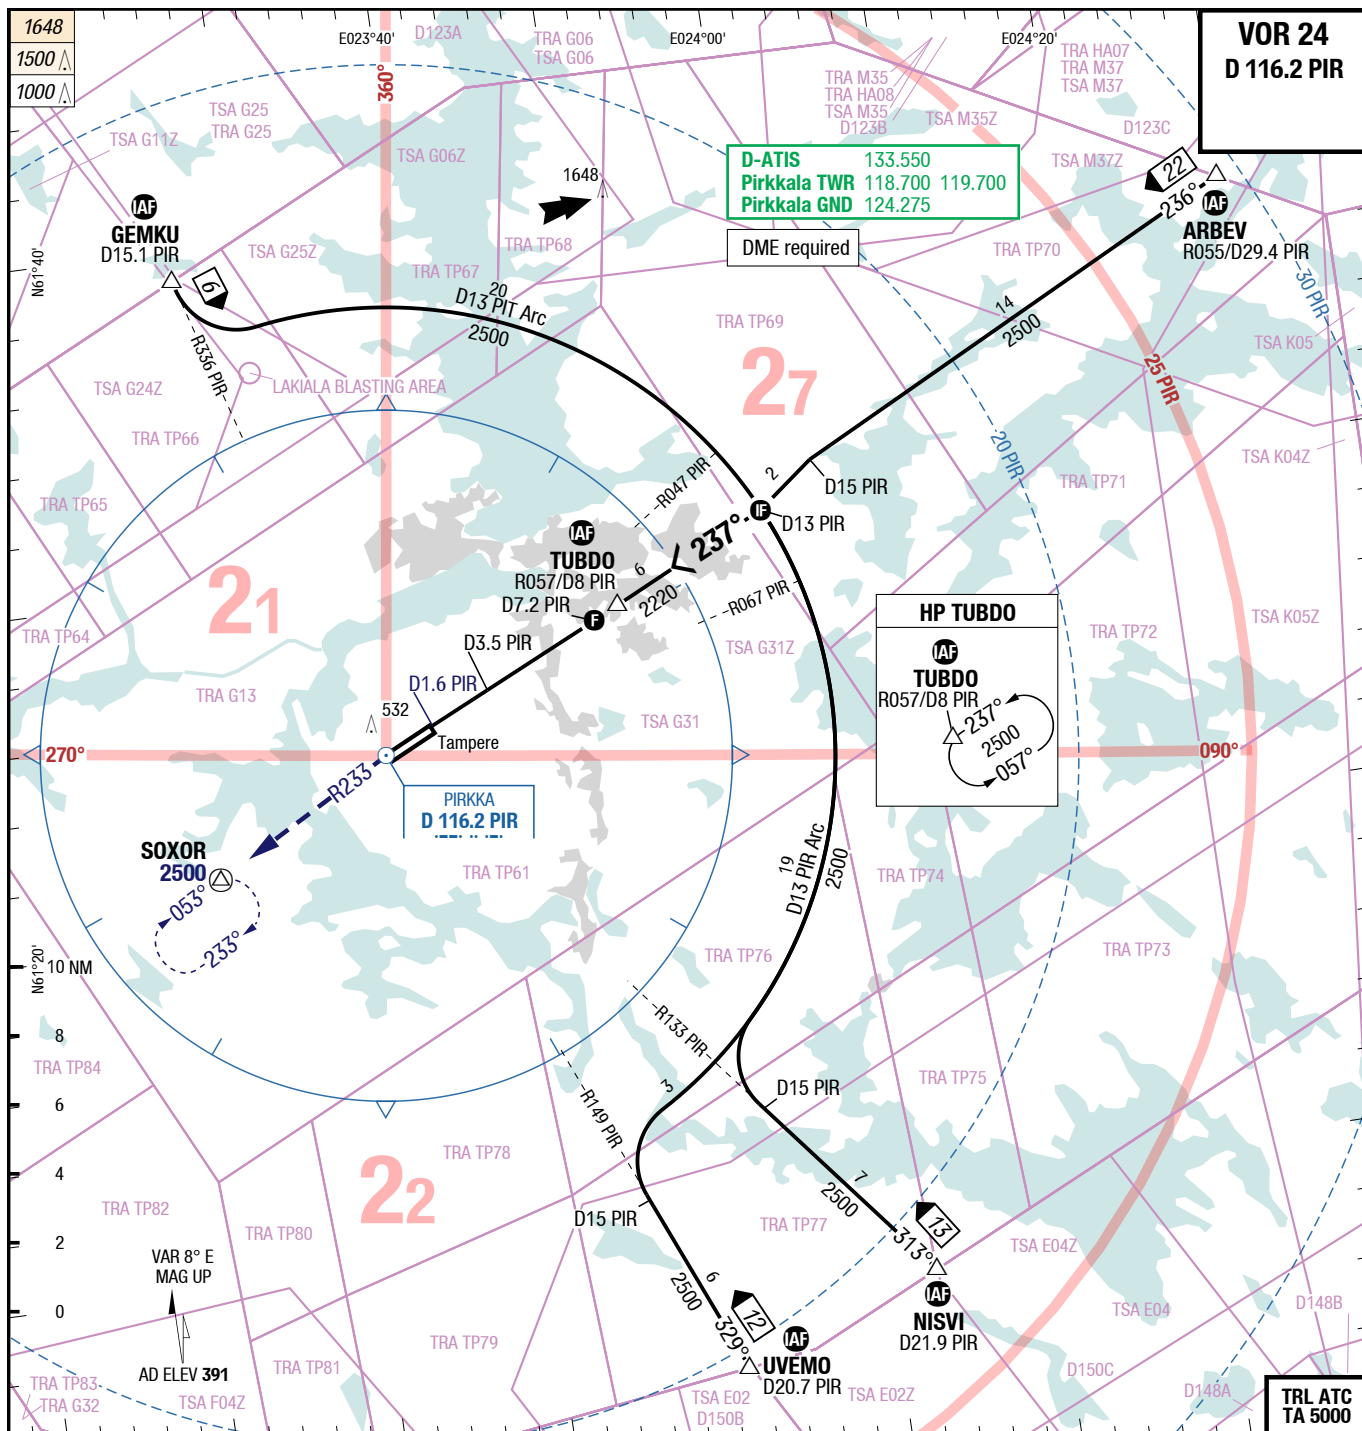 1648
1500
1000
E023°40'
D123A
TRA G06
TSA G06
E024°00'
E024°20'
TRA HA07
TRA M37
TSA M37
VOR 24
D 116.2 PIR
360°
TRA M35
TRA HA08
TSA M35
D123B
TSA M35Z
D123C
TSA G25
TRA G25
TSA G11Z
TSA G06Z
1648
D-ATIS 133.550
Pirkkala TWR 118.700 119.700
Pirkkala GND 124.275
TSA M37Z
22
236°
IAF
ARBEV
R055/D29.4 PIR
IAF
GEMKU
D15.1 PIR
TSA G25Z
TRA TP68
DME required
TRA TP70
N61°40'
6
TRA TP67
20
D13 PIT Arc
2500
30 PIR
14
2500
TRA TP69
27
TSA K05
R336 PIR
TSA G24Z
LAKIALA BLASTING AREA
25 PIR
TRA TP66
20 PIR
TSA K04Z
R047 PIR
2
D15 PIR
TRA TP71
TRA TP65
IF
D13 PIR
237°
IAF
TUBDO
R057/D8 PIR
6
2220
D7.2 PIR
F
R067 PIR
21
TRA TP64
HP TUBDO
IAF
TUBDO
R057/D8 PIR
237°
2500
057°
TSA K05Z
TRA TP72
D3.5 PIR
TSA G31Z
D1.6 PIR
TRA G13
532
TSA G31
Tampere
270°
090°
R233
PIRKKA
D 116.2 PIR
SOXOR
2500
053°
233°
TRA TP61
19
D13 PIR Arc
2500
TRA TP74
TRA TP73
TRA TP76
N61°20'
10 NM
8
6
4
2
0
R133 PIR
TRA TP84
TRA TP75
3
D15 PIR
R149 PIR
TRA TP78
22
7
2500
TRA TP82
TRA TP80
D15 PIR
TRA TP77
13
313°
TSA E04Z
VAR 8° E
MAG UP
6
2500
IAF
NISVI
D21.9 PIR
TSA E04
D148B
12
329°
IAF
UVEMO
D20.7 PIR
TRA TP79
TRA TP81
AD ELEV 391
D150C
TRA TP83
TRA G32
TSA F04Z
TSA E02
D150B
TSA E02Z
D148A
TRL ATC
TA 5000